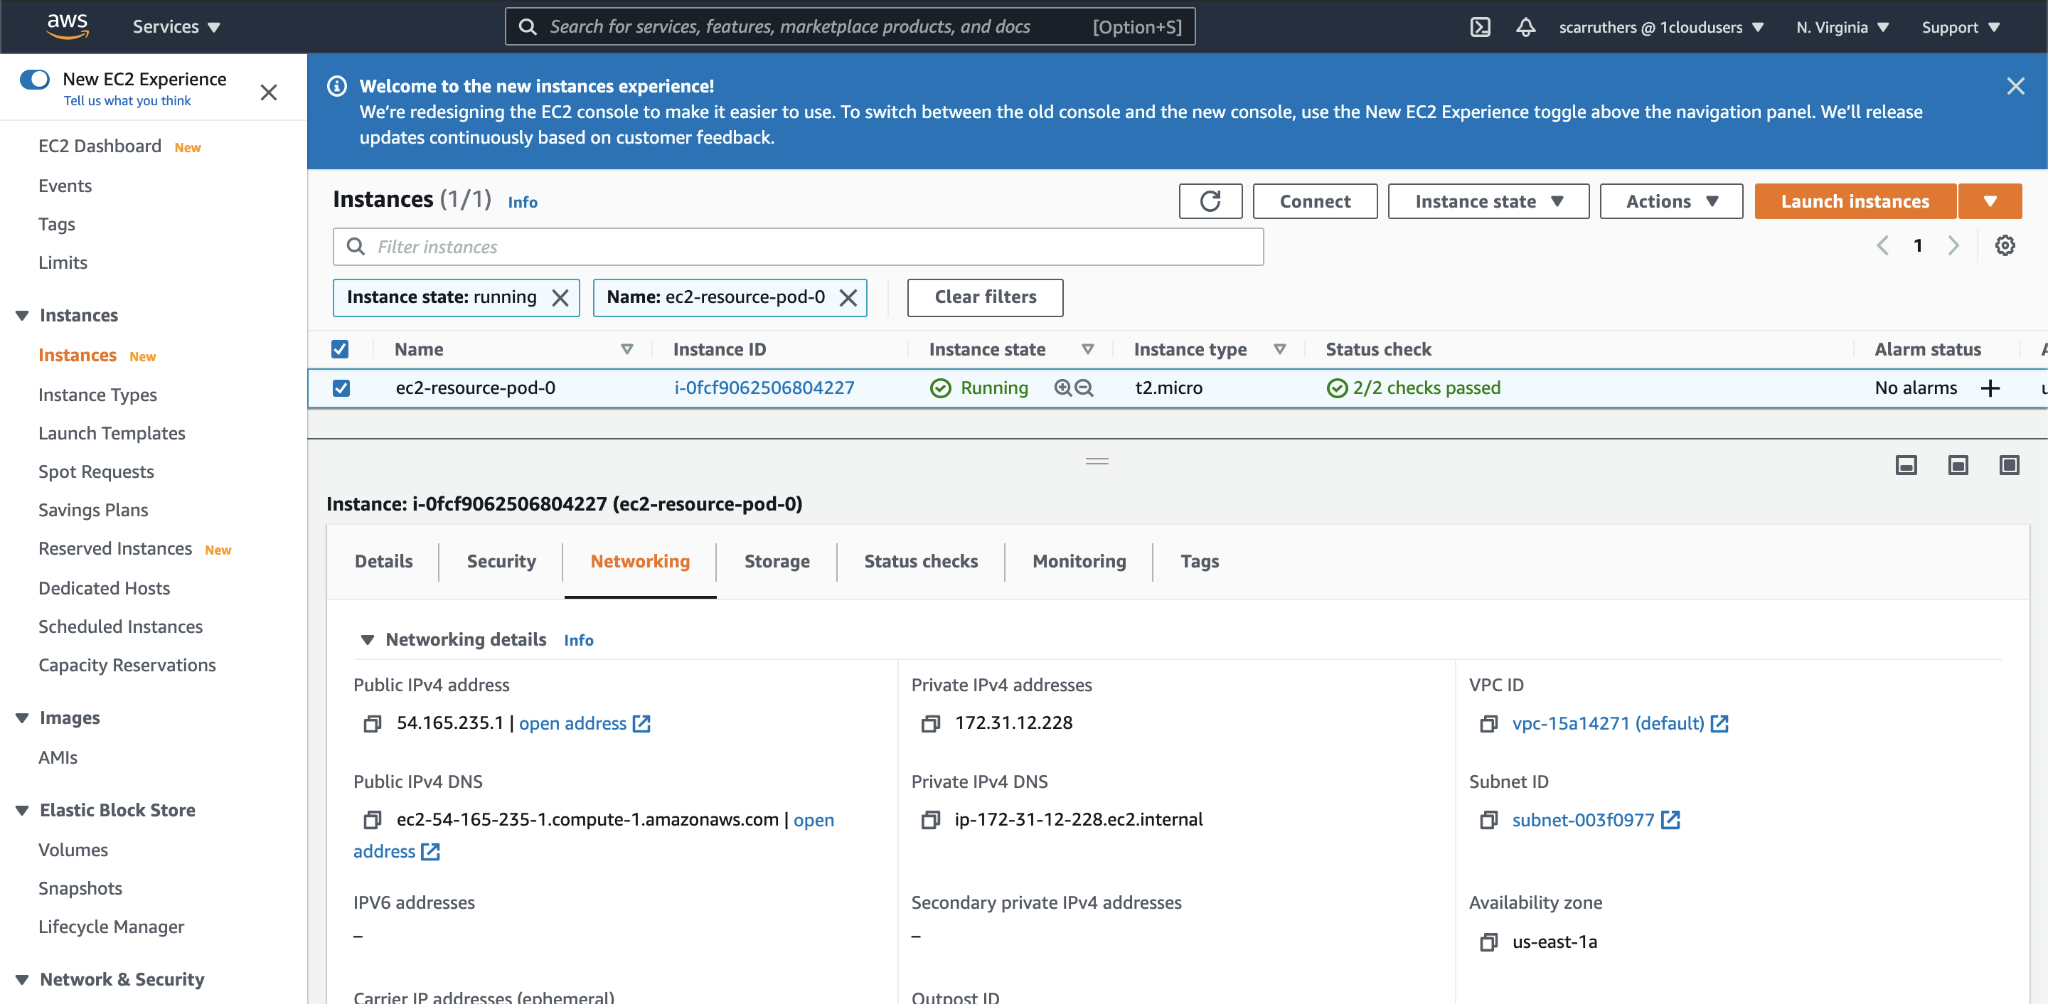 aws
Services
Search for services, features, marketplace products, and docs [Option+S]
scarruthers @ 1cloudusers
N. Virginia
Support
New EC2 Experience
Tell us what you think
EC2 Dashboard New
Events
Tags
Limits
Instances
Instances New
Instance Types
Launch Templates
Spot Requests
Savings Plans
Reserved Instances New
Dedicated Hosts
Scheduled Instances
Capacity Reservations
Images
AMIs
Elastic Block Store
Volumes
Snapshots
Lifecycle Manager
Network & Security
Welcome to the new instances experience!
We're redesigning the EC2 console to make it easier to use. To switch between the old console and the new console, use the New EC2 Experience toggle above the navigation panel. We'll release
updates continuously based on customer feedback.
Instances (1/1) Info
Connect
Instance state
Actions
Launch instances
Filter instances
1
Instance state: running
Name: ec2-resource-pod-0
Clear filters
Name Instance ID Instance state Instance type Status check Alarm status
ec2-resource-pod-0 i-0fcf9062506804227 Running t2.micro 2/2 checks passed No alarms
Instance: i-0fcf9062506804227 (ec2-resource-pod-0)
Details Security Networking Storage Status checks Monitoring Tags
Networking details Info
Public IPv4 address
54.165.235.1 | open address
Public IPv4 DNS
ec2-54-165-235-1.compute-1.amazonaws.com | open
address
IPV6 addresses
–
Carrier IP addresses (ephemeral)
Private IPv4 addresses
172.31.12.228
Private IPv4 DNS
ip-172-31-12-228.ec2.internal
Secondary private IPv4 addresses
–
Outpost ID
VPC ID
vpc-15a14271 (default)
Subnet ID
subnet-003f0977
Availability zone
us-east-1a